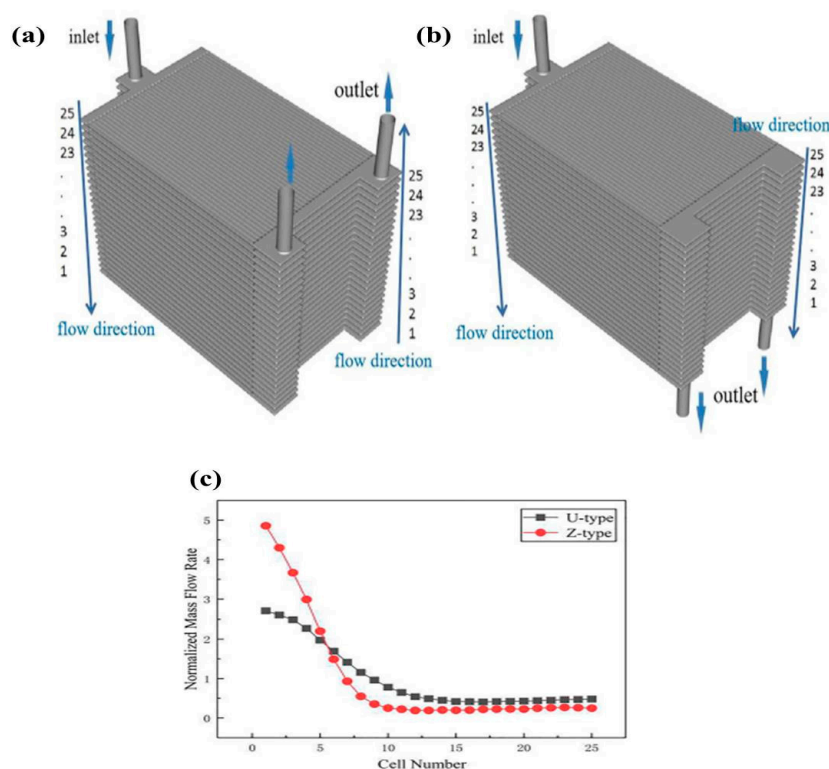 (a)
inlet
outlet
25
24
23
.
.
.
3
2
1
flow direction
25
24
23
.
.
3
2
1
flow direction
(b)
inlet
flow direction
25
24
23
.
.
.
3
2
1
flow direction
25
24
23
.
.
3
2
1
outlet
(c)
Normalized Mass Flow Rate
5
4
3
2
1
0
U-type
Z-type
0 5 10 15 20 25
Cell Number